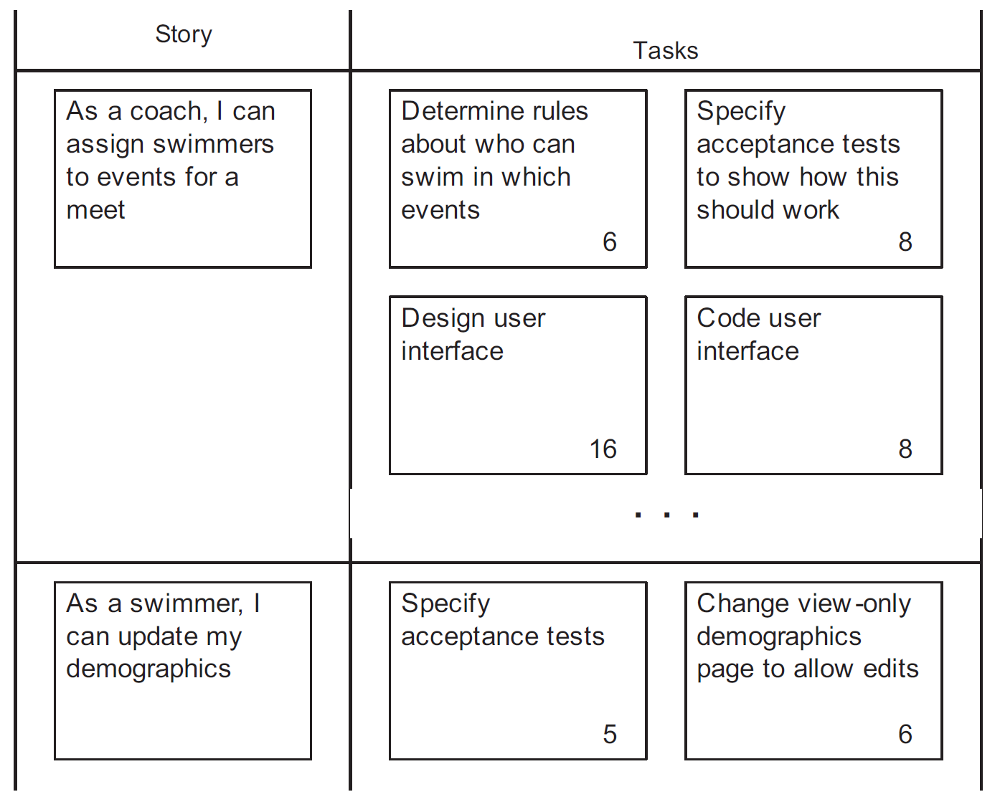 Story
Tasks
As a coach, I can
assign swimmers
to events for a
meet
Determine rules
about who can
swim in which
events
6
Specify
acceptance tests
to show how this
should work
8
Design user
interface
16
Code user
interface
8
. . .
As a swimmer, I
can update my
demographics
Specify
acceptance tests
5
Change view-only
demographics
page to allow edits
6